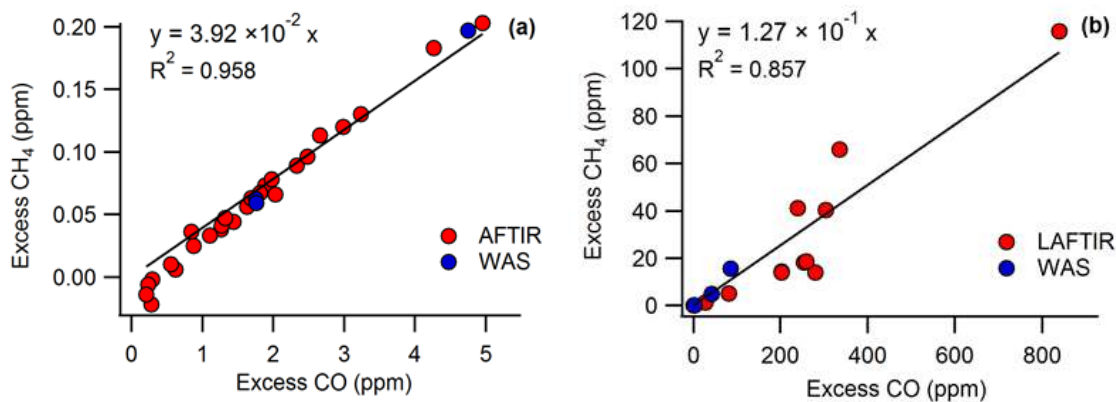 (a)
y = 3.92 ×10⁻² x
R² = 0.958
0.20
0.15
0.10
0.05
0.00
Excess CH₄ (ppm)
AFTIR
WAS
0 1 2 3 4 5
Excess CO (ppm)
(b)
y = 1.27 × 10⁻¹ x
R² = 0.857
120
100
80
60
40
20
0
Excess CH₄ (ppm)
LAFTIR
WAS
0 200 400 600 800
Excess CO (ppm)